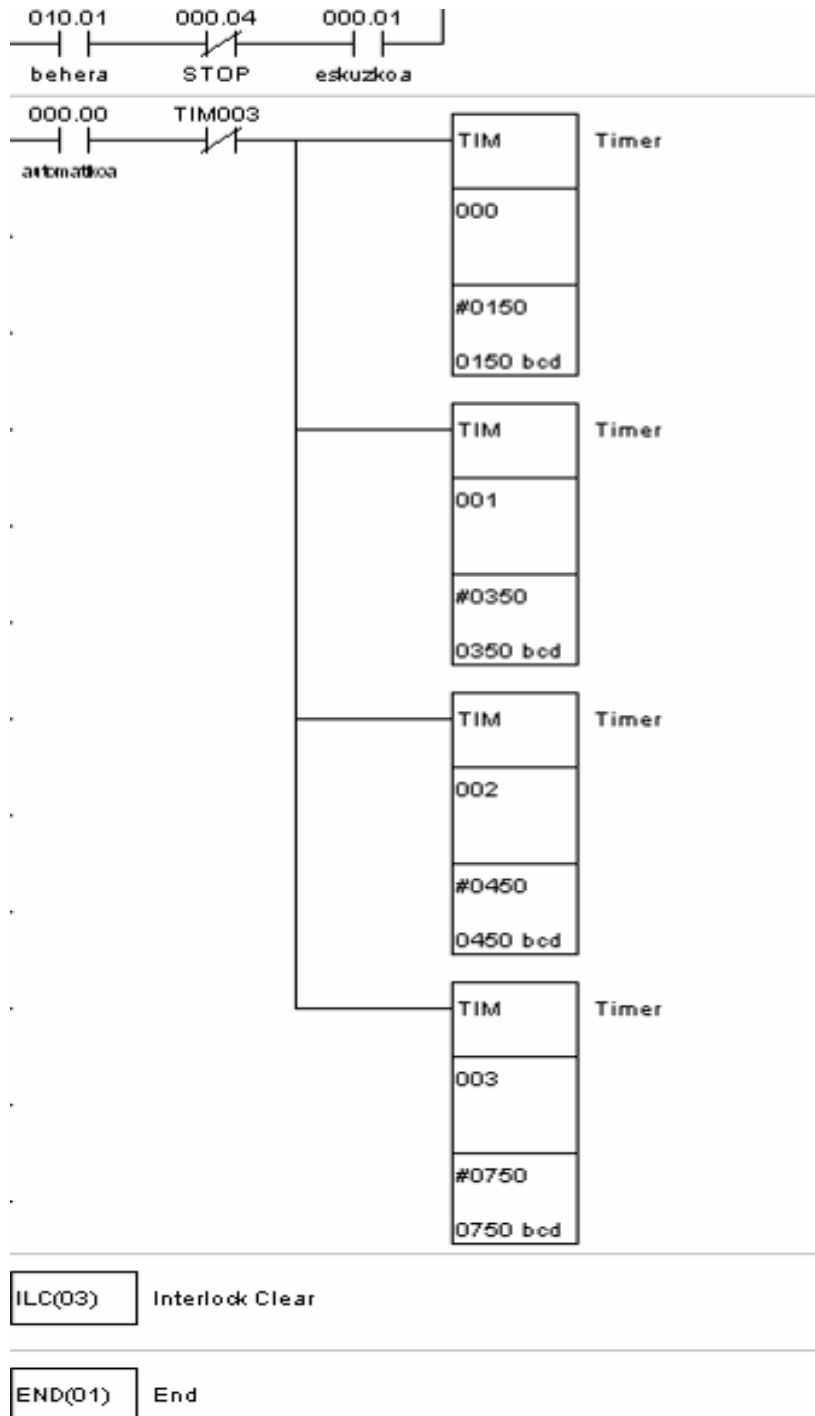 010.01 000.04 000.01
behera STOP eskuzkoa
000.00 TIM003
automatikoa
TIM Timer
000
#0150
0150 bcd
TIM Timer
001
#0350
0350 bcd
TIM Timer
002
#0450
0450 bcd
TIM Timer
003
#0750
0750 bcd
ILC(03) Interlock Clear
END(01) End